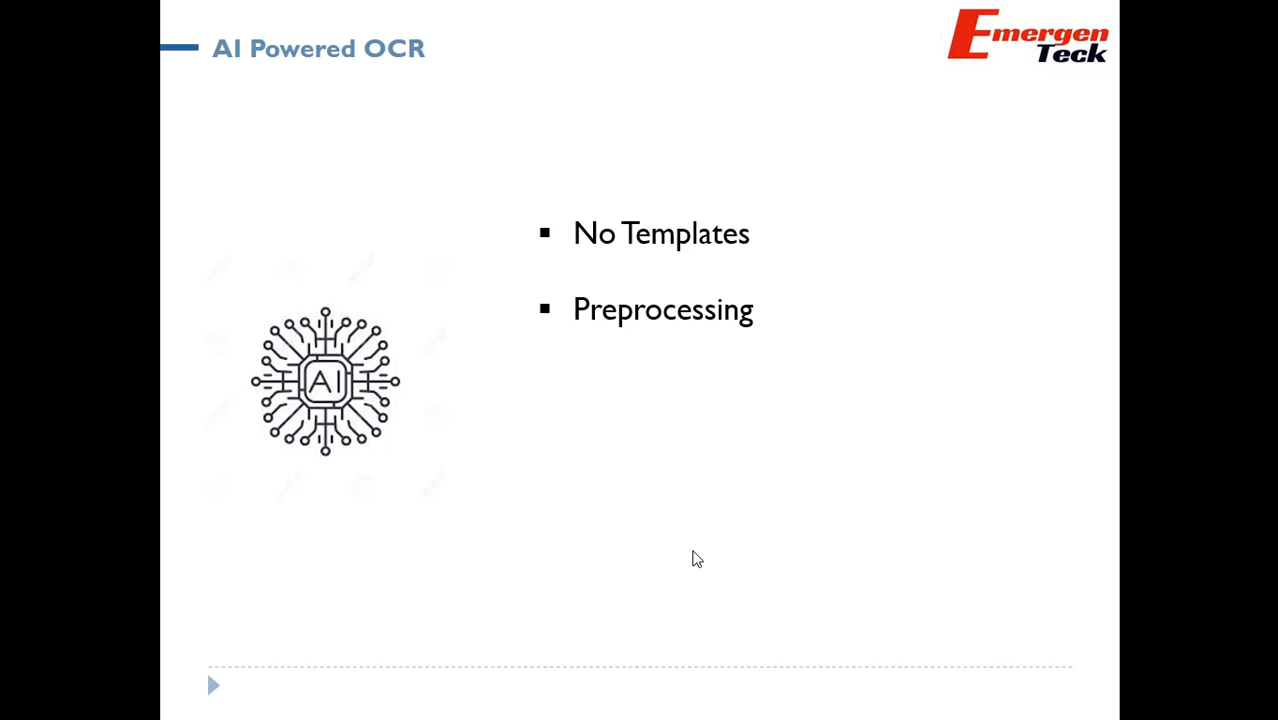 AI Powered OCR
Emergen
Teck
No Templates
Preprocessing
AI